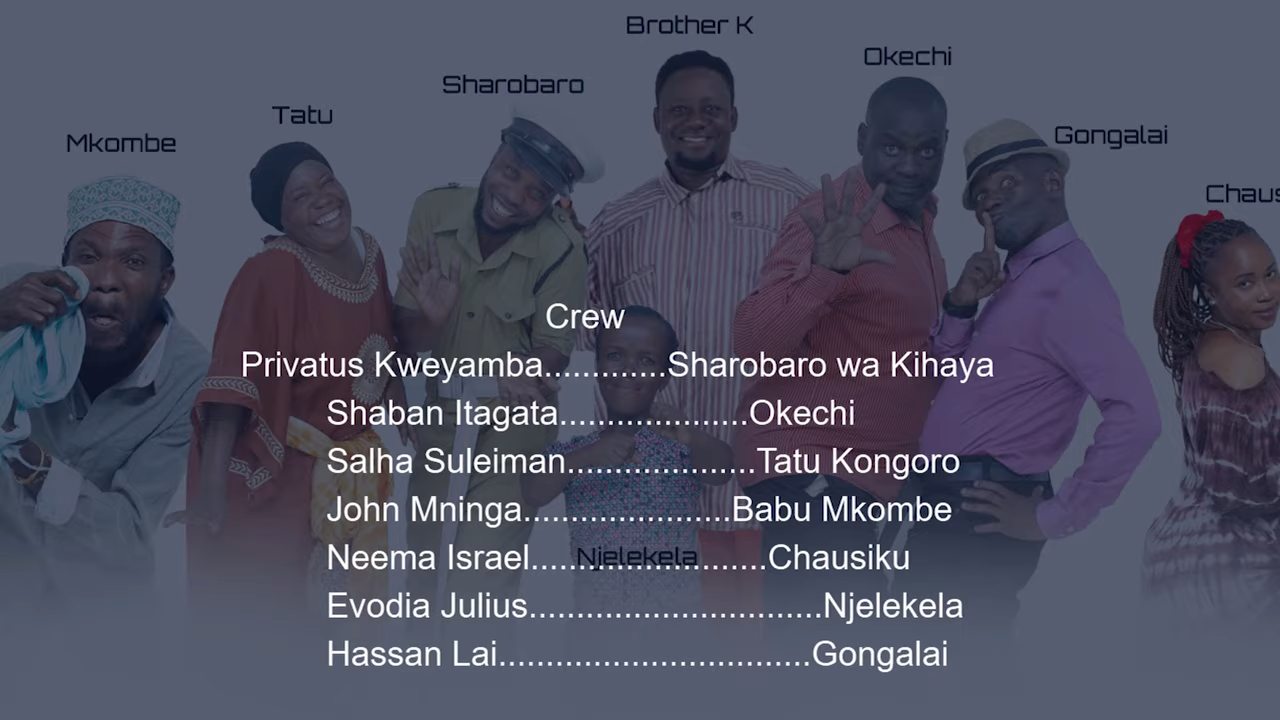 Brother K
Okechi
Sharobaro
Tatu
Gongalai
Mkombe
Chaus
Crew
Privatus Kweyamba.............Sharobaro wa Kihaya
Shaban Itagata....................Okechi
Salha Suleiman....................Tatu Kongoro
John Mninga......................Babu Mkombe
Neema Israel.........................Chausiku
Njelekela
Evodia Julius...............................Njelekela
Hassan Lai.................................Gongalai